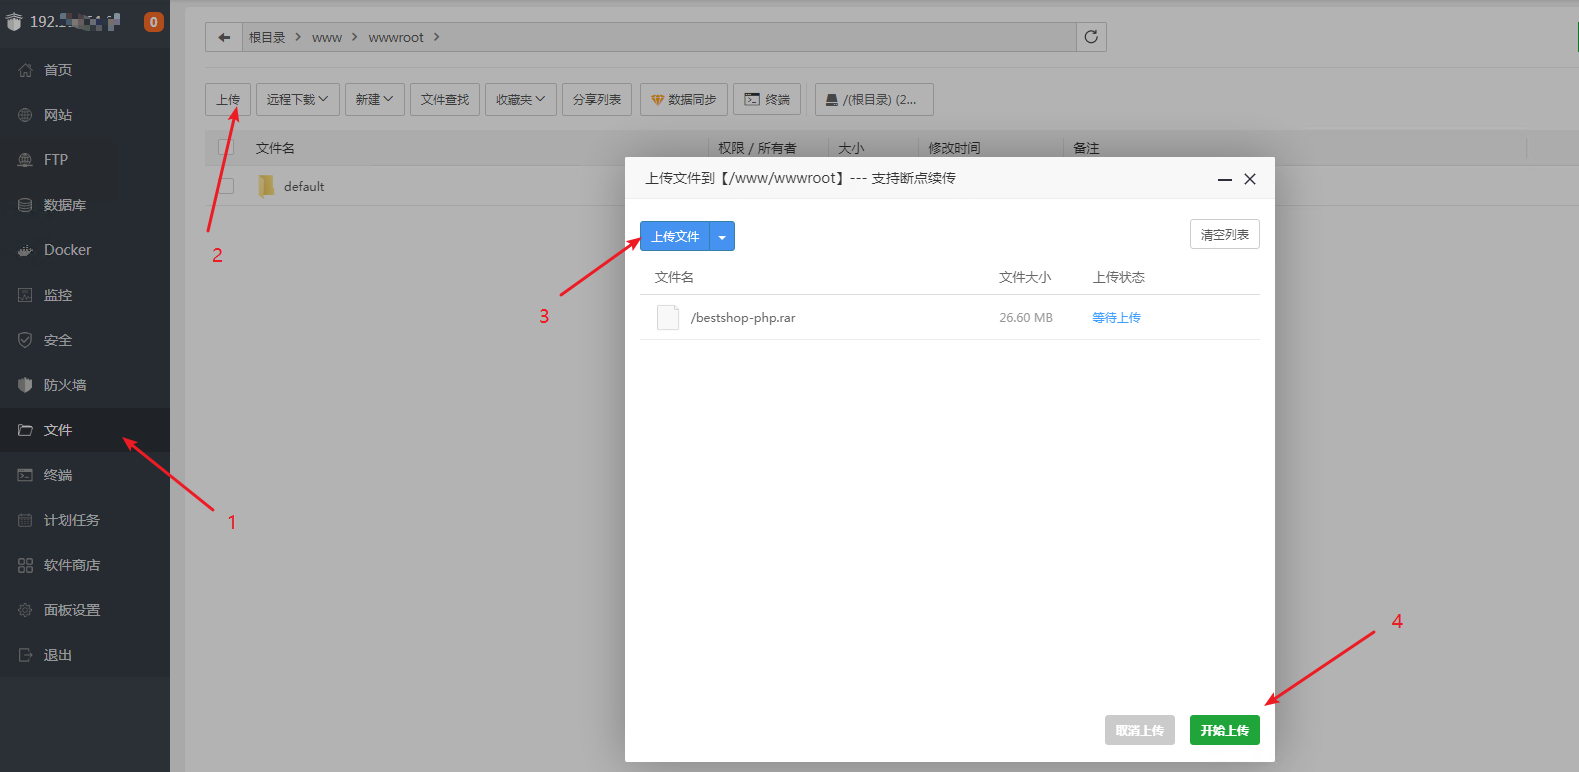 192.
0
首页
网站
FTP
数据库
Docker
监控
安全
防火墙
文件
终端
计划任务
软件商店
面板设置
退出
根目录 > www > wwwroot >
上传 远程下载 新建 文件查找 收藏夹 分享列表 数据同步 终端 /(根目录) (2...
文件名 权限 / 所有者 大小 修改时间 备注
default
上传文件到【/www/wwwroot】--- 支持断点续传
上传文件 清空列表
文件名 文件大小 上传状态
/bestshop-php.rar 26.60 MB 等待上传
取消上传 开始上传
1
2
3
4